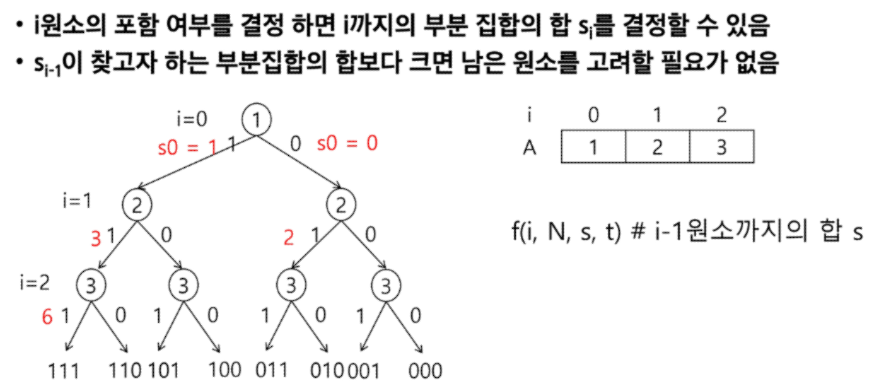 • i원소의 포함 여부를 결정 하면 i까지의 부분 집합의 합 si를 결정할 수 있음
• si-1이 찾고자 하는 부분집합의 합보다 크면 남은 원소를 고려할 필요가 없음
i=0 1
s0 = 1 1 0 s0 = 0
i=1 2 2
3 1 0 2 1 0
i=2 3 3 3 3
6 1 0 1 0 1 0 1 0
111 110 101 100 011 010 001 000
i 0 1 2
A 1 2 3
f(i, N, s, t) # i-1원소까지의 합 s